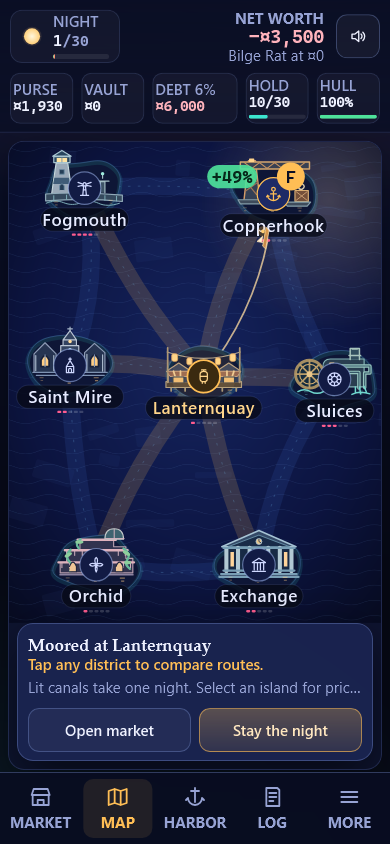 NIGHT
1/30
NET WORTH
−¤3,500
Bilge Rat at ¤0
PURSE
¤1,930
VAULT
¤0
DEBT 6%
¤6,000
HOLD
10/30
HULL
100%
+49%
F
Fogmouth
Copperhook
Saint Mire
Lanternquay
Sluices
Orchid
Exchange
Moored at Lanternquay
Tap any district to compare routes.
Lit canals take one night. Select an island for pric…
Open market
Stay the night
MARKET
MAP
HARBOR
LOG
MORE